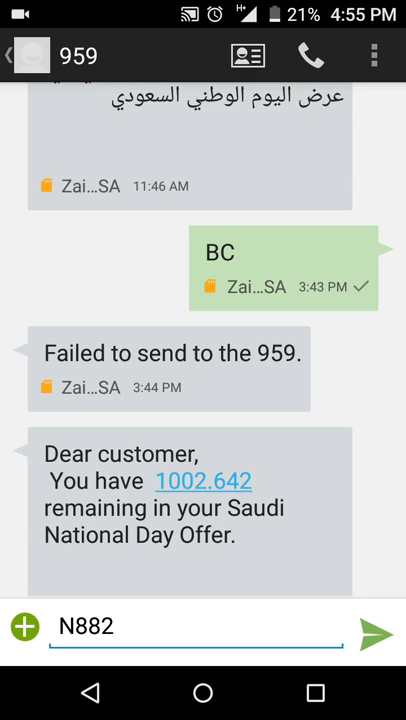 21% 4:55 PM
959
عرض اليوم الوطني السعودي
Zai...SA 11:46 AM
BC
Zai...SA 3:43 PM
Failed to send to the 959.
Zai...SA 3:44 PM
Dear customer,
You have 1002.642
remaining in your Saudi
National Day Offer.
N882